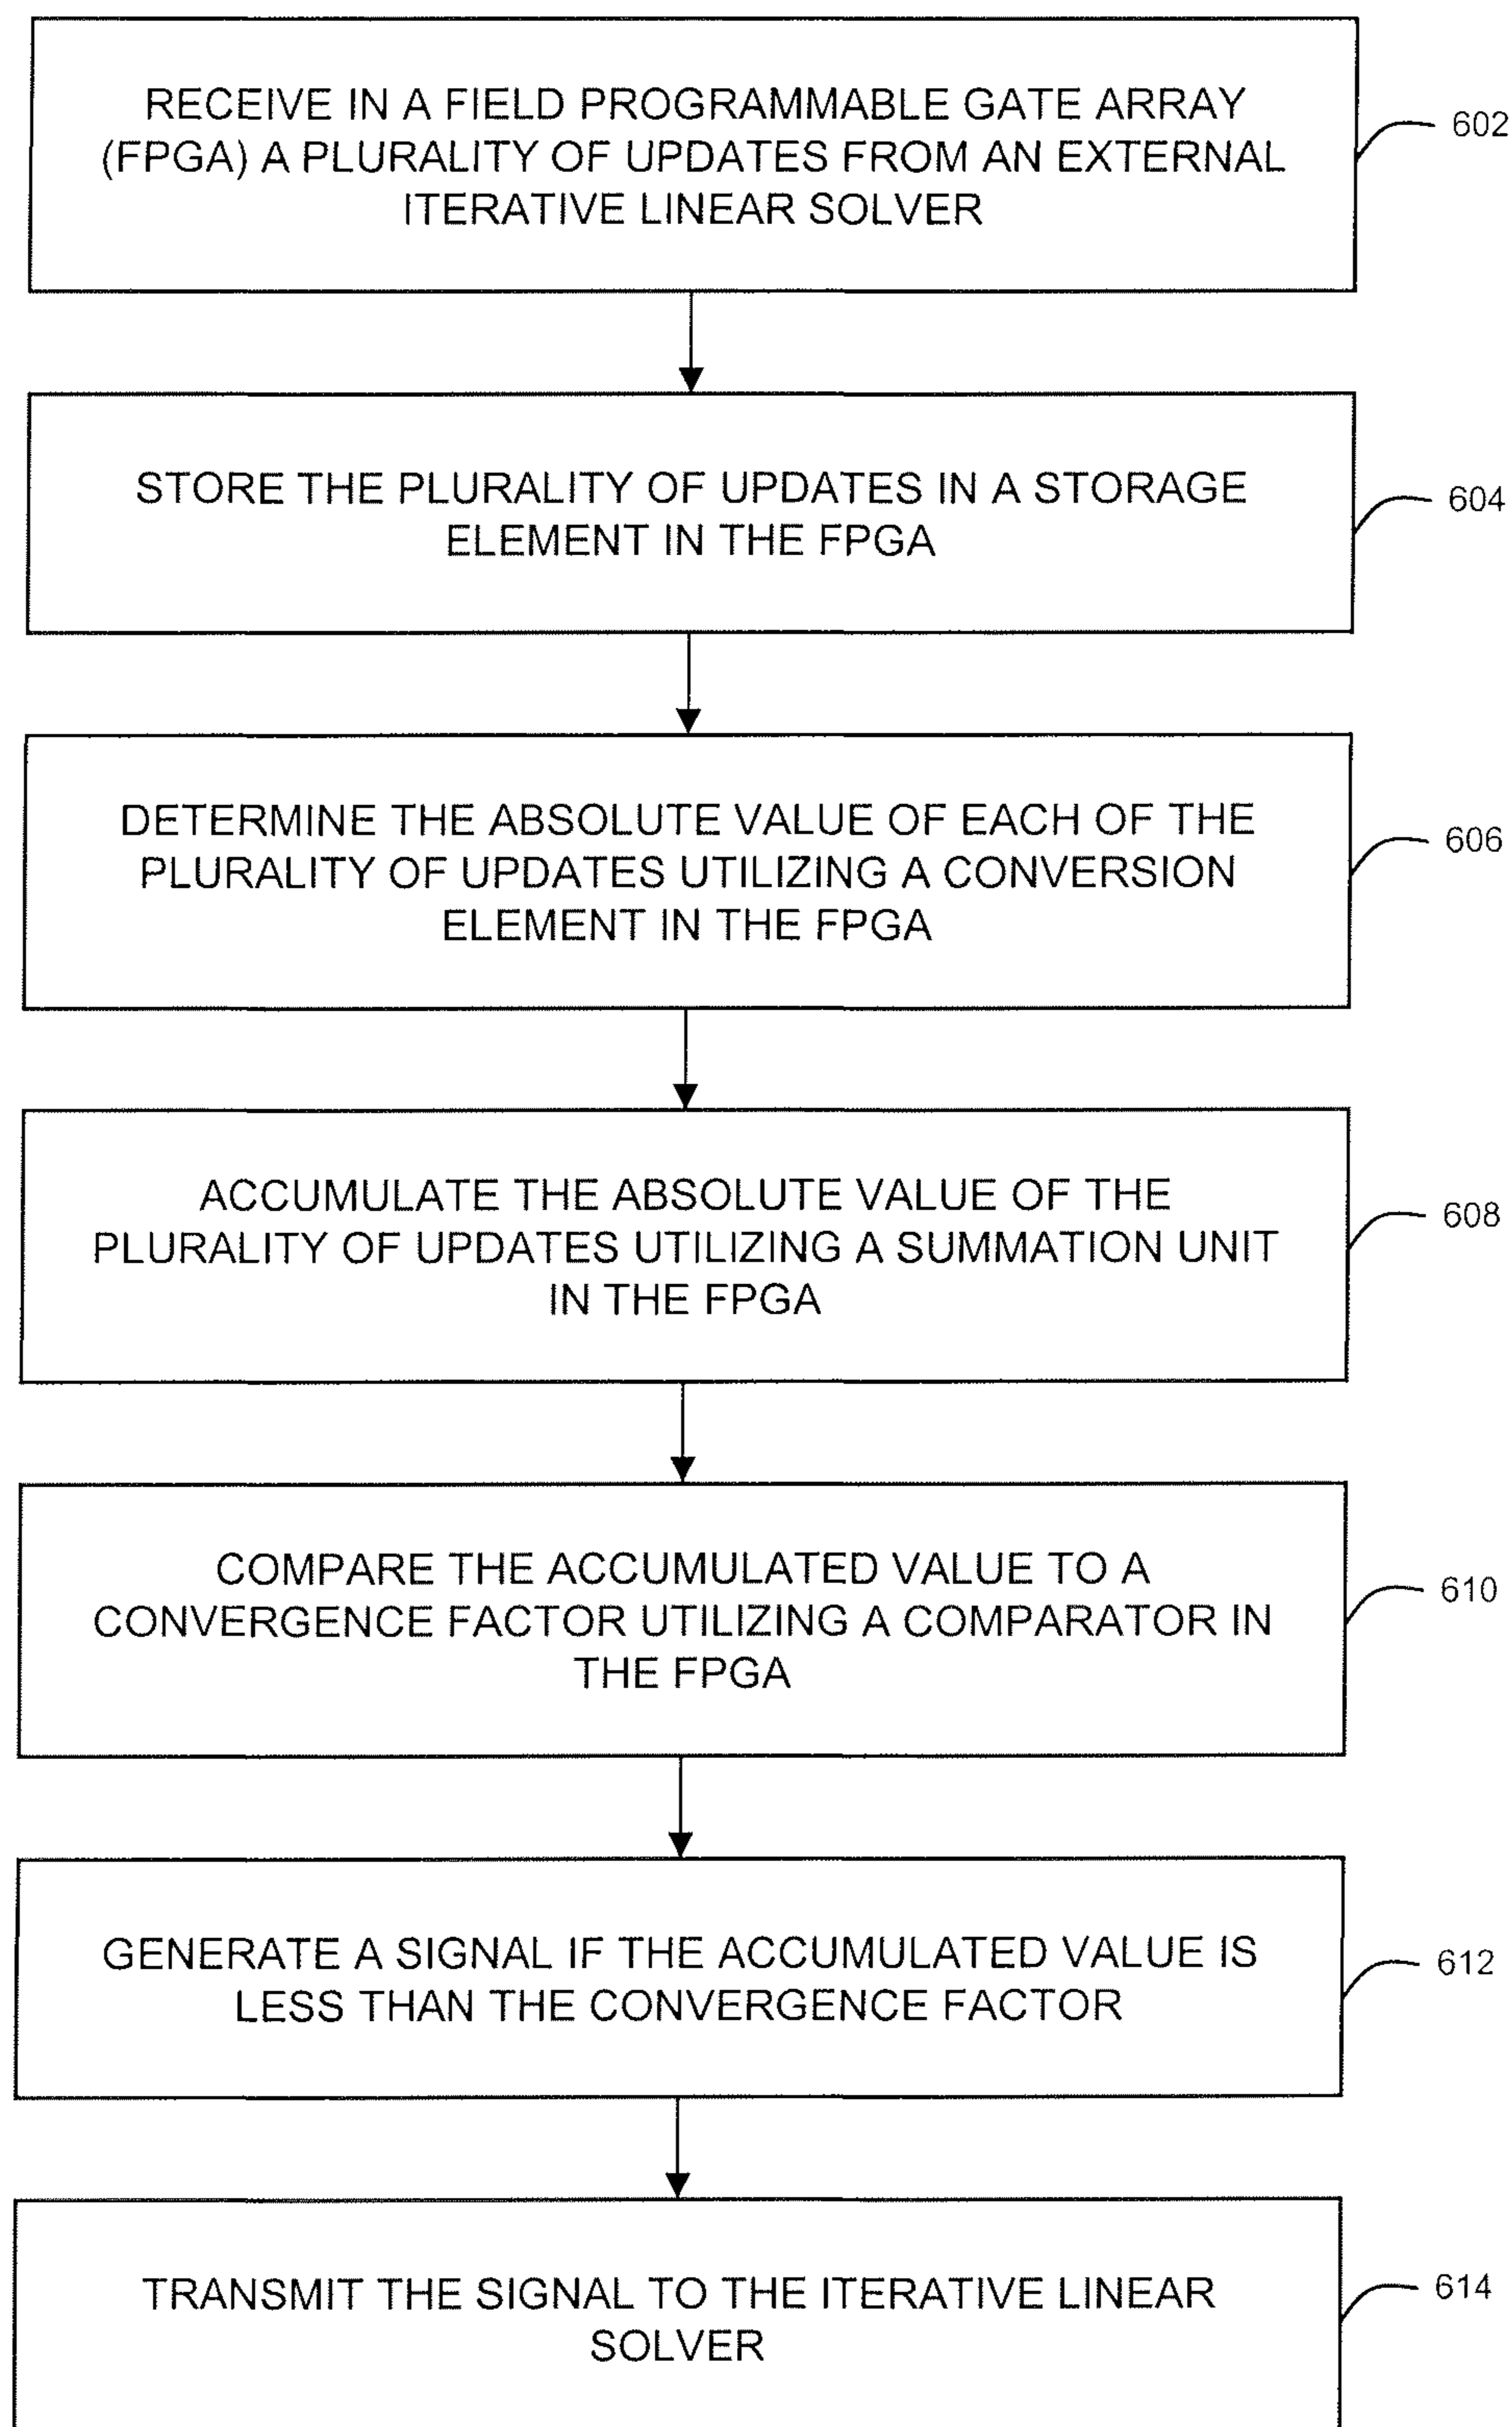 RECEIVE IN A FIELD PROGRAMMABLE GATE ARRAY
(FPGA) A PLURALITY OF UPDATES FROM AN EXTERNAL
ITERATIVE LINEAR SOLVER
602
STORE THE PLURALITY OF UPDATES IN A STORAGE
ELEMENT IN THE FPGA
604
DETERMINE THE ABSOLUTE VALUE OF EACH OF THE
PLURALITY OF UPDATES UTILIZING A CONVERSION
ELEMENT IN THE FPGA
606
ACCUMULATE THE ABSOLUTE VALUE OF THE
PLURALITY OF UPDATES UTILIZING A SUMMATION UNIT
IN THE FPGA
608
COMPARE THE ACCUMULATED VALUE TO A
CONVERGENCE FACTOR UTILIZING A COMPARATOR IN
THE FPGA
610
GENERATE A SIGNAL IF THE ACCUMULATED VALUE IS
LESS THAN THE CONVERGENCE FACTOR
612
TRANSMIT THE SIGNAL TO THE ITERATIVE LINEAR
SOLVER
614